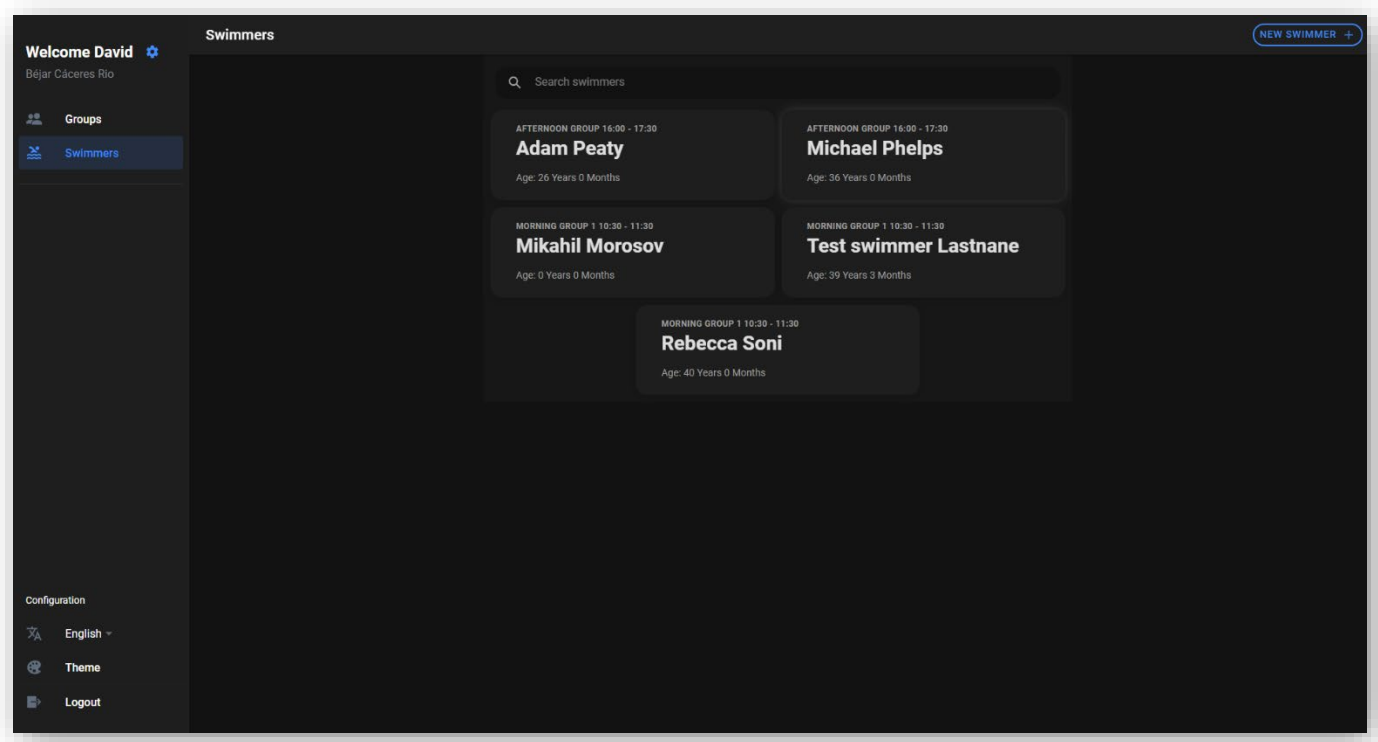 Welcome David
Béjar Cáceres Rio
Groups
Swimmers
Configuration
English
Theme
Logout
Swimmers
NEW SWIMMER +
Search swimmers
AFTERNOON GROUP 16:00 - 17:30
Adam Peaty
Age: 26 Years 0 Months
AFTERNOON GROUP 16:00 - 17:30
Michael Phelps
Age: 36 Years 0 Months
MORNING GROUP 1 10:30 - 11:30
Mikahil Morosov
Age: 0 Years 0 Months
MORNING GROUP 1 10:30 - 11:30
Test swimmer Lastnane
Age: 39 Years 3 Months
MORNING GROUP 1 10:30 - 11:30
Rebecca Soni
Age: 40 Years 0 Months